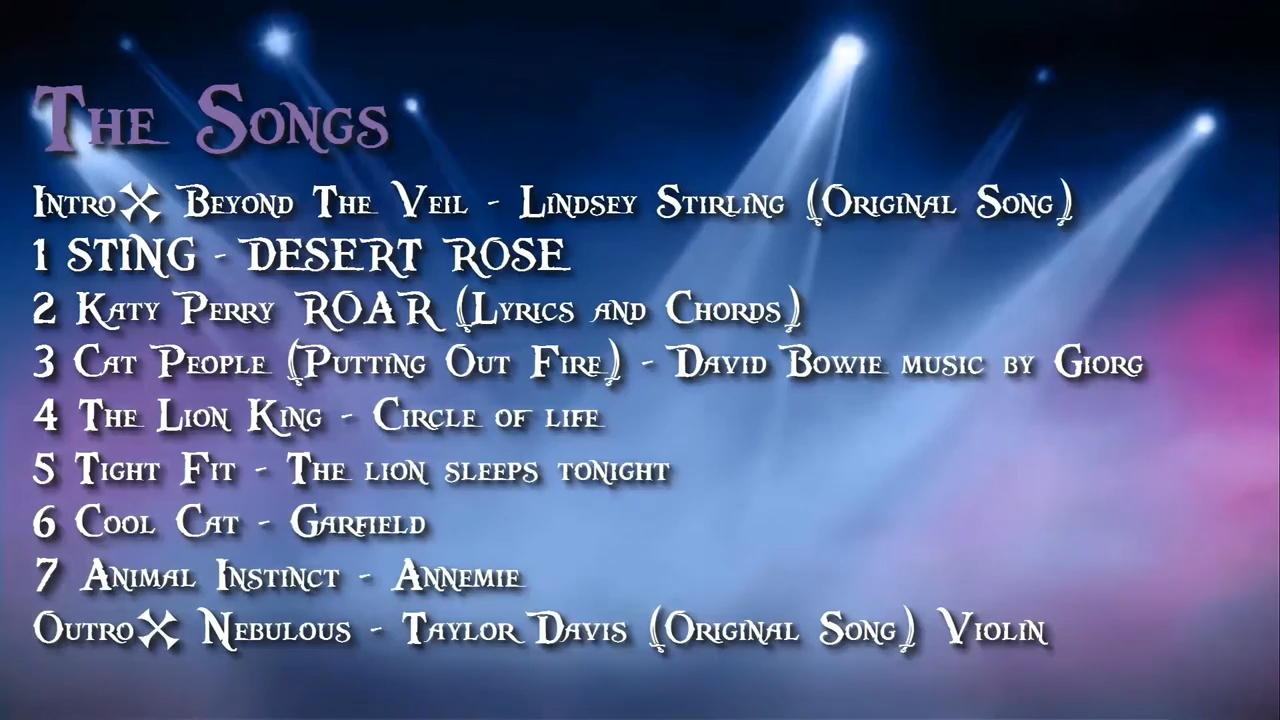 The Songs
Intro: Beyond The Veil - Lindsey Stirling (Original Song)
1 STING - DESERT ROSE
2 Katy Perry ROAR (Lyrics and Chords)
3 Cat People (Putting Out Fire) - David Bowie music by Giorg
4 The Lion King - Circle of life
5 Tight Fit - The lion sleeps tonight
6 Cool Cat - Garfield
7 Animal Instinct - Annemie
Outro: Nebulous - Taylor Davis (Original Song) Violin